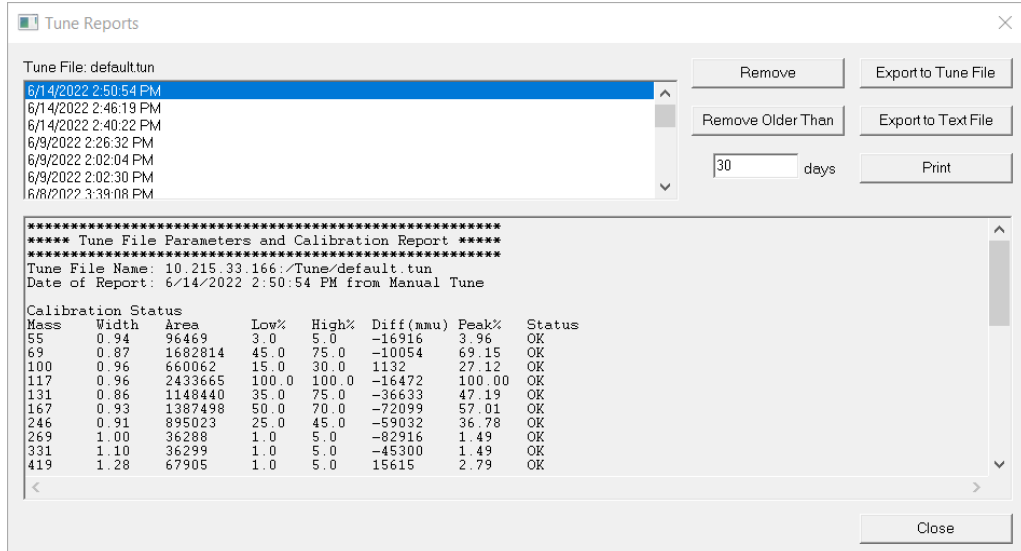 Tune Reports
Tune File: default.tun
6/14/2022 2:50:54 PM
6/14/2022 2:46:19 PM
6/14/2022 2:40:22 PM
6/9/2022 2:26:32 PM
6/9/2022 2:02:04 PM
6/9/2022 2:02:30 PM
6/8/2022 3:39:08 PM
Remove
Export to Tune File
Remove Older Than
Export to Text File
30 days
Print
*******************************************************
***** Tune File Parameters and Calibration Report *****
*******************************************************
Tune File Name: 10.215.33.166:/Tune/default.tun
Date of Report: 6/14/2022 2:50:54 PM from Manual Tune
Calibration Status
Mass Width Area Low% High% Diff(mmu) Peak% Status
55 0.94 96469 3.0 5.0 -16916 3.96 OK
69 0.87 1682814 45.0 75.0 -10054 69.15 OK
100 0.96 660062 15.0 30.0 1132 27.12 OK
117 0.96 2433665 100.0 100.0 -16472 100.00 OK
131 0.86 1148440 35.0 75.0 -36633 47.19 OK
167 0.93 1387498 50.0 70.0 -72099 57.01 OK
246 0.91 895023 25.0 45.0 -59032 36.78 OK
269 1.00 36288 1.0 5.0 -82916 1.49 OK
331 1.10 36299 1.0 5.0 -45300 1.49 OK
419 1.28 67905 1.0 5.0 15615 2.79 OK
Close